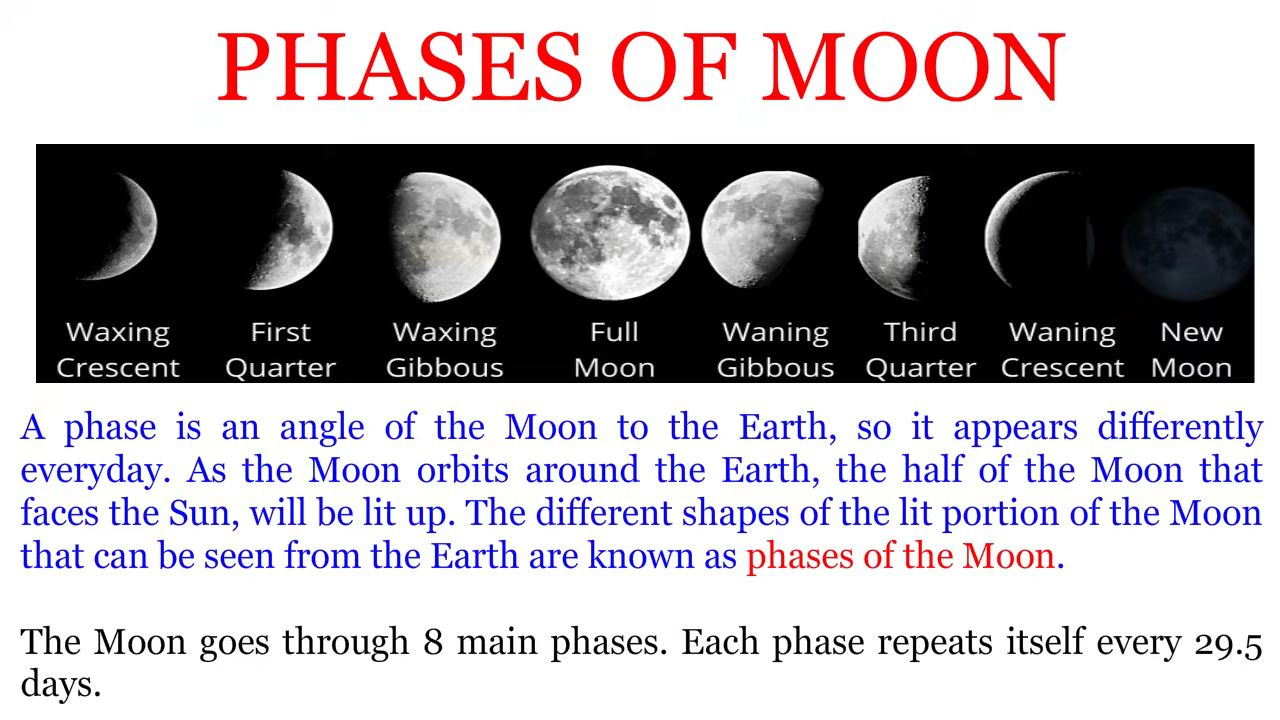 PHASES OF MOON
Waxing Crescent
First Quarter
Waxing Gibbous
Full Moon
Waning Gibbous
Third Quarter
Waning Crescent
New Moon
A phase is an angle of the Moon to the Earth, so it appears differently
everyday. As the Moon orbits around the Earth, the half of the Moon that
faces the Sun, will be lit up. The different shapes of the lit portion of the Moon
that can be seen from the Earth are known as phases of the Moon.
The Moon goes through 8 main phases. Each phase repeats itself every 29.5
days.